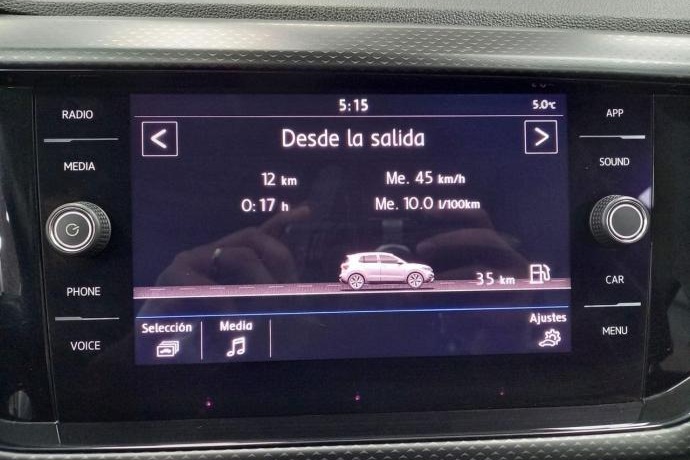 5:15
5.0°C
Desde la salida
12 km
Me. 45 km/h
0:17 h
Me. 10.0 l/100km
35 km
Selección
Media
Ajustes
RADIO
MEDIA
PHONE
VOICE
APP
SOUND
CAR
MENU